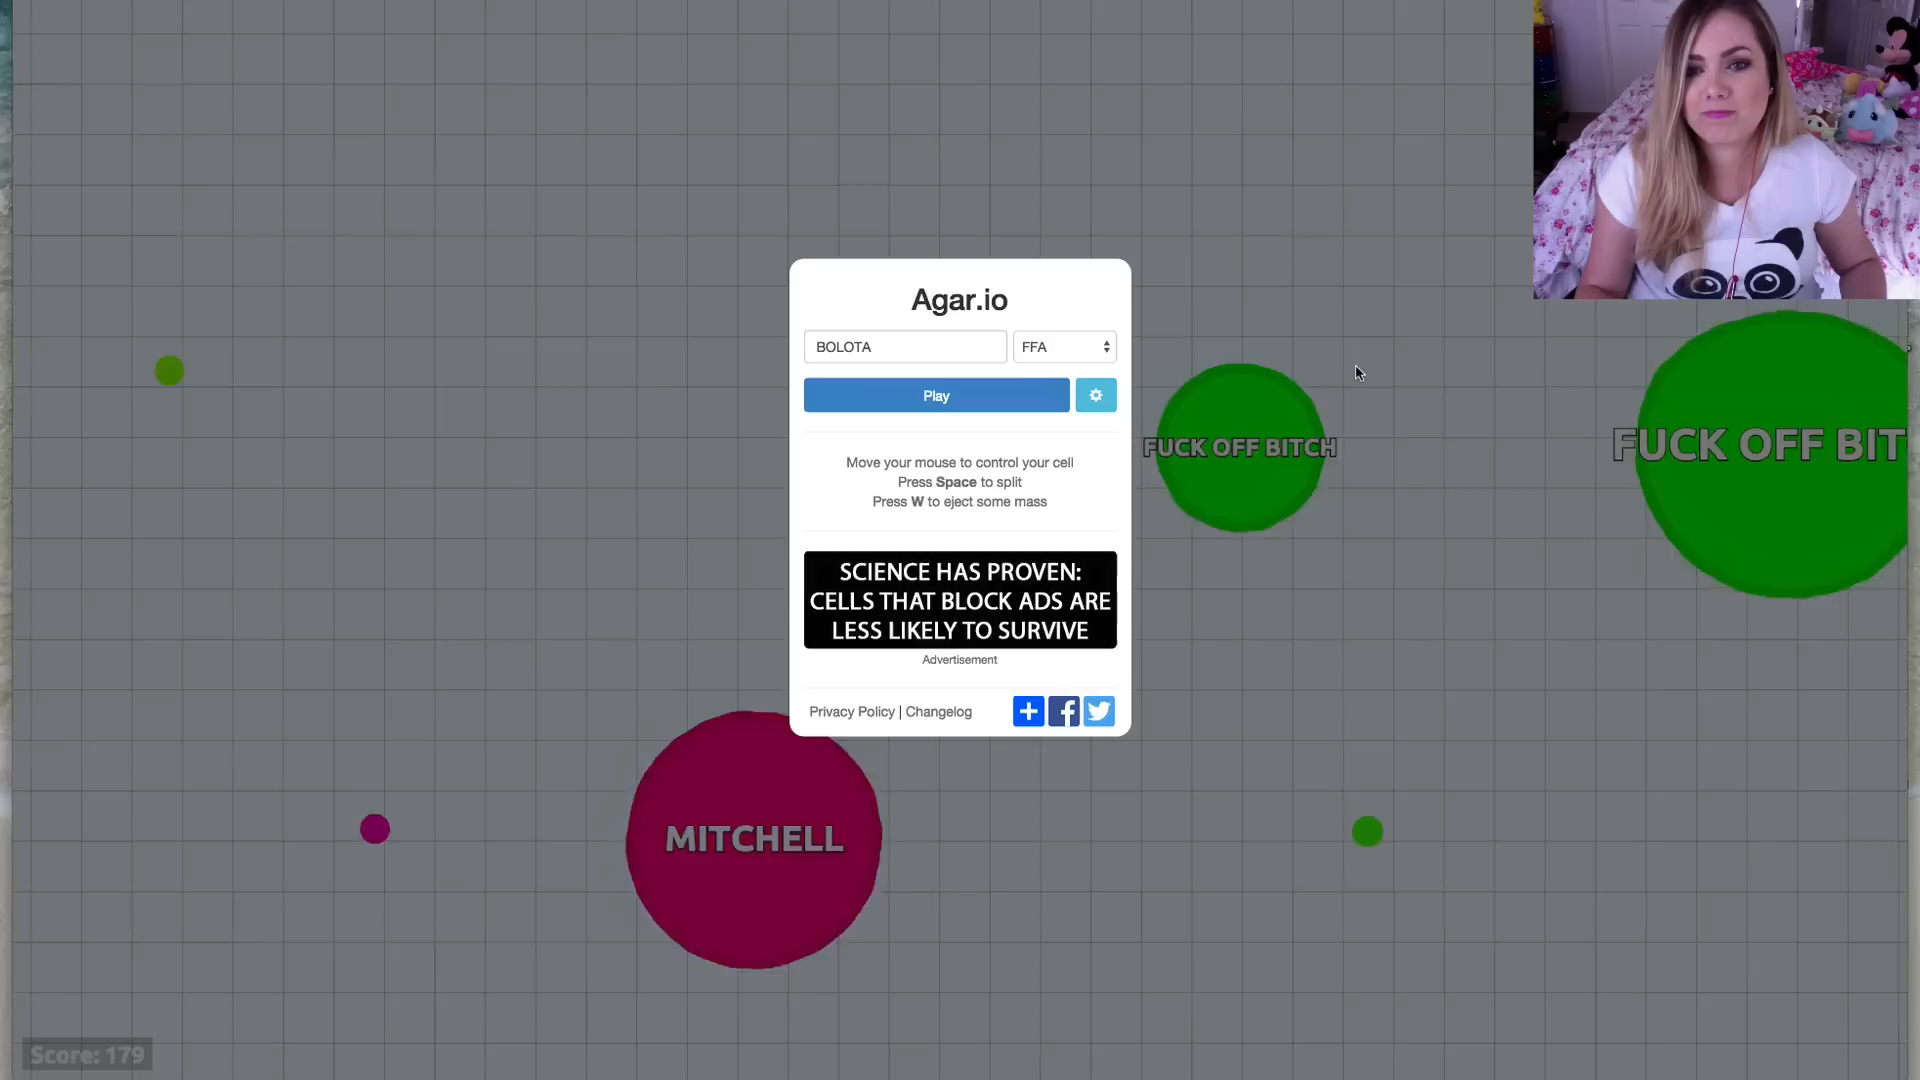 Agar.io
BOLOTA
FFA
Play
Move your mouse to control your cell
Press Space to split
Press W to eject some mass
FUCK OFF BITCH
FUCK OFF BIT
SCIENCE HAS PROVEN:
CELLS THAT BLOCK ADS ARE
LESS LIKELY TO SURVIVE
Advertisement
Privacy Policy | Changelog
MITCHELL
Score: 179